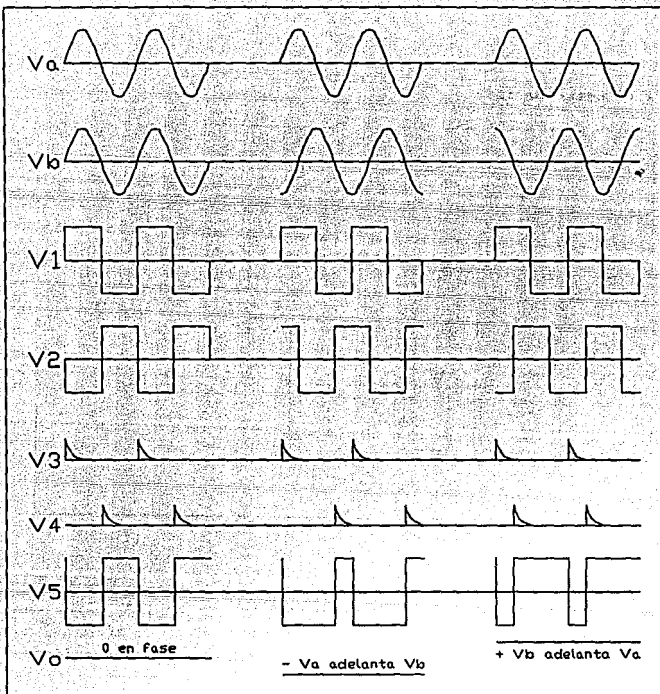 Va
Vb
V1
V2
V3
V4
V5
0 en fase
- Va adelanta Vb
+ Vb adelanta Va
Vo